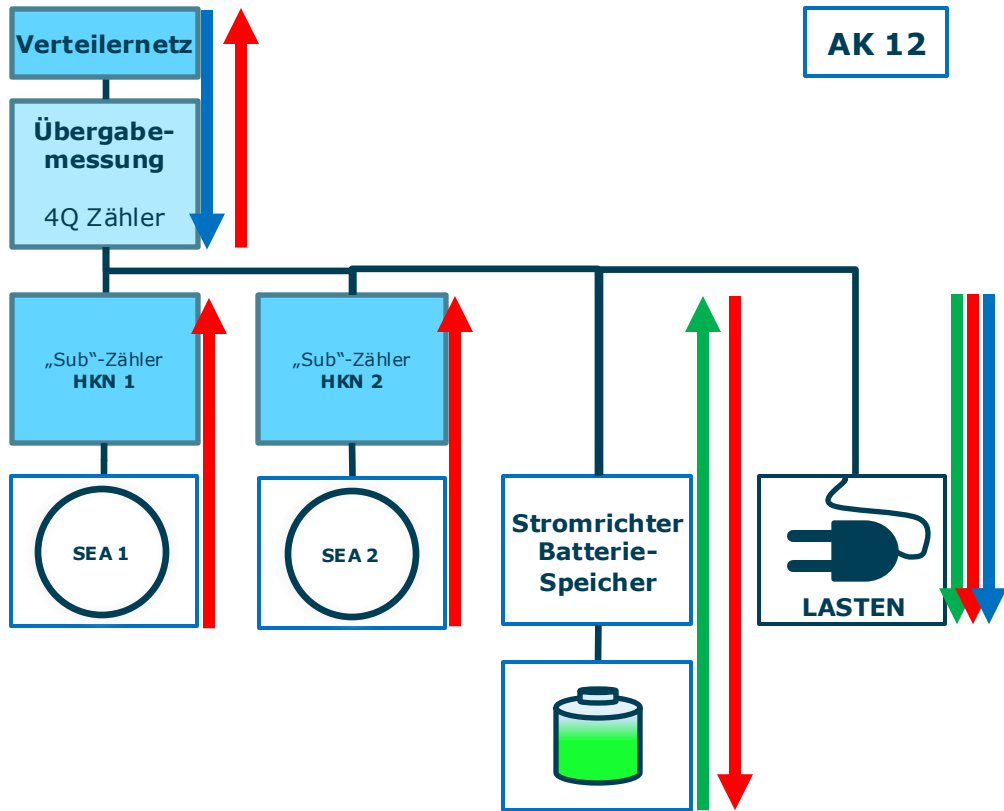 Verteilernetz
AK 12
Übergabe-
messung
4Q Zähler
„Sub“-Zähler
HKN 1
„Sub“-Zähler
HKN 2
SEA 1
SEA 2
Stromrichter
Batterie-
Speicher
LASTEN